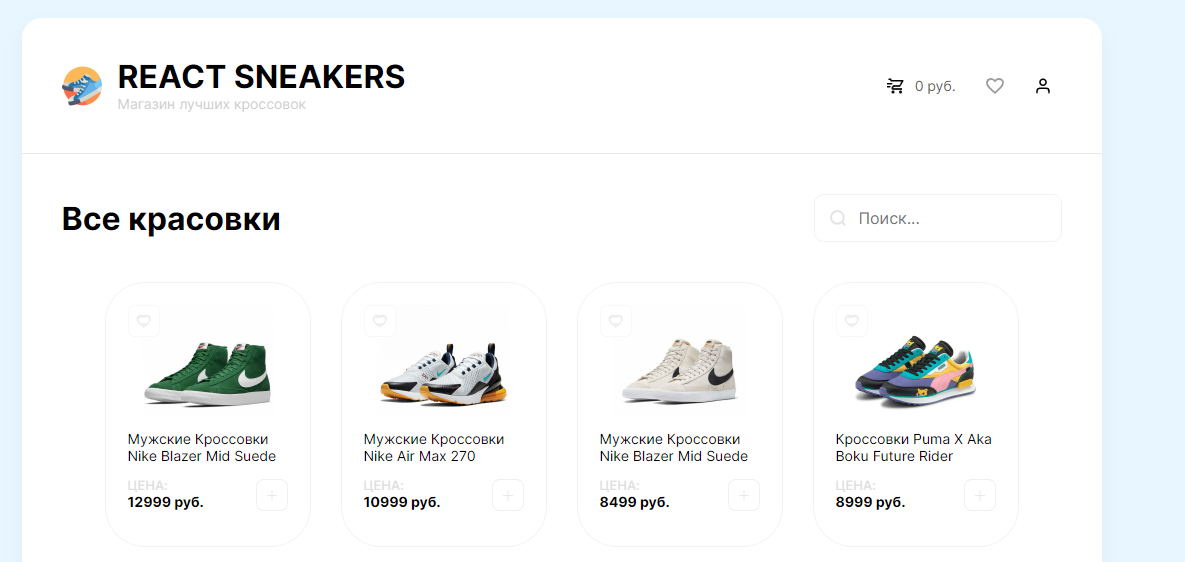 REACT SNEAKERS
Магазин лучших кроссовок
0 руб.
Все красовки
Поиск...
Мужские Кроссовки
Nike Blazer Mid Suede
ЦЕНА:
12999 руб.
Мужские Кроссовки
Nike Air Max 270
ЦЕНА:
10999 руб.
Мужские Кроссовки
Nike Blazer Mid Suede
ЦЕНА:
8499 руб.
Кроссовки Puma X Aka
Boku Future Rider
ЦЕНА:
8999 руб.